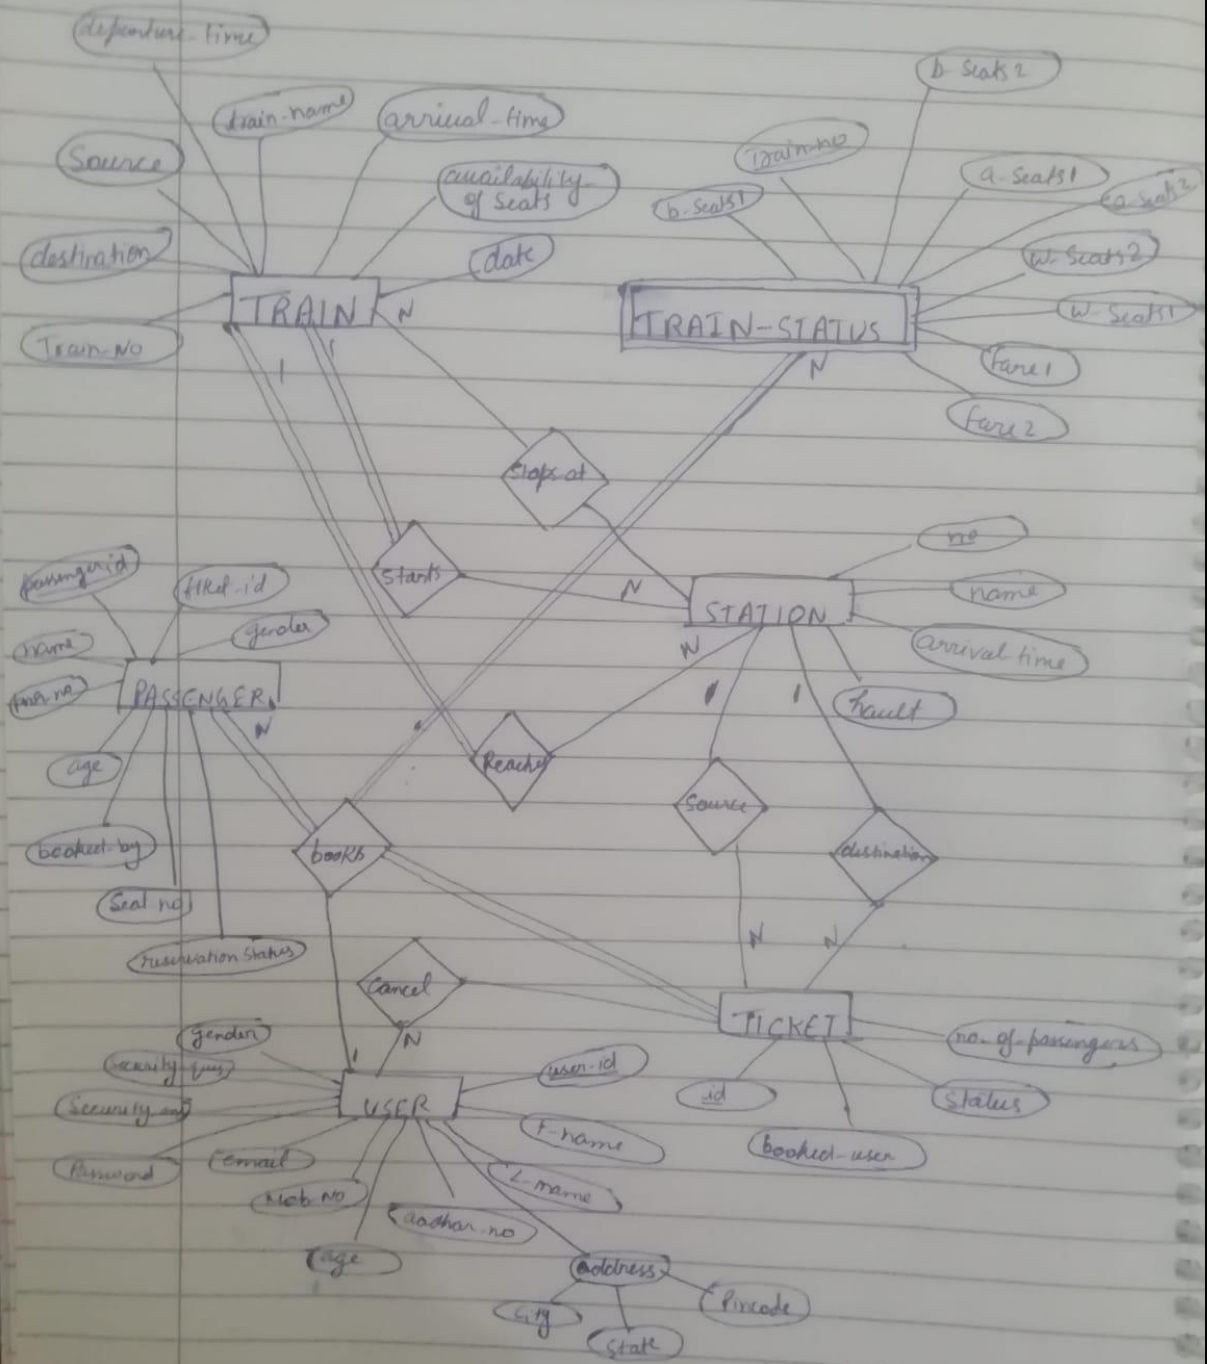 departure-time
b-Seats2
train-name
arrival-time
Train-no
Source
availability
of Seats
a-Seats1
a-Seats2
b-Seats1
destination
date
W-Seats2
TRAIN
N
TRAIN-STATUS
W-Seats1
Train-No
1
1
N
fare1
fare2
Stops at
no
passengerid
Starts
N
name
gender
STATION
name
arrival-time
N
PASSENGER
N
1
1
hault
age
Source
booked-by
books
destination
Seat no
reservation Status
N
N
Cancel
TICKET
gender
N
no-of-passengers
1
user-id
id
Status
USER
Password
email
F-name
booked-user
L-name
Mob-No
aadhar-no
age
address
City
Pincode
State